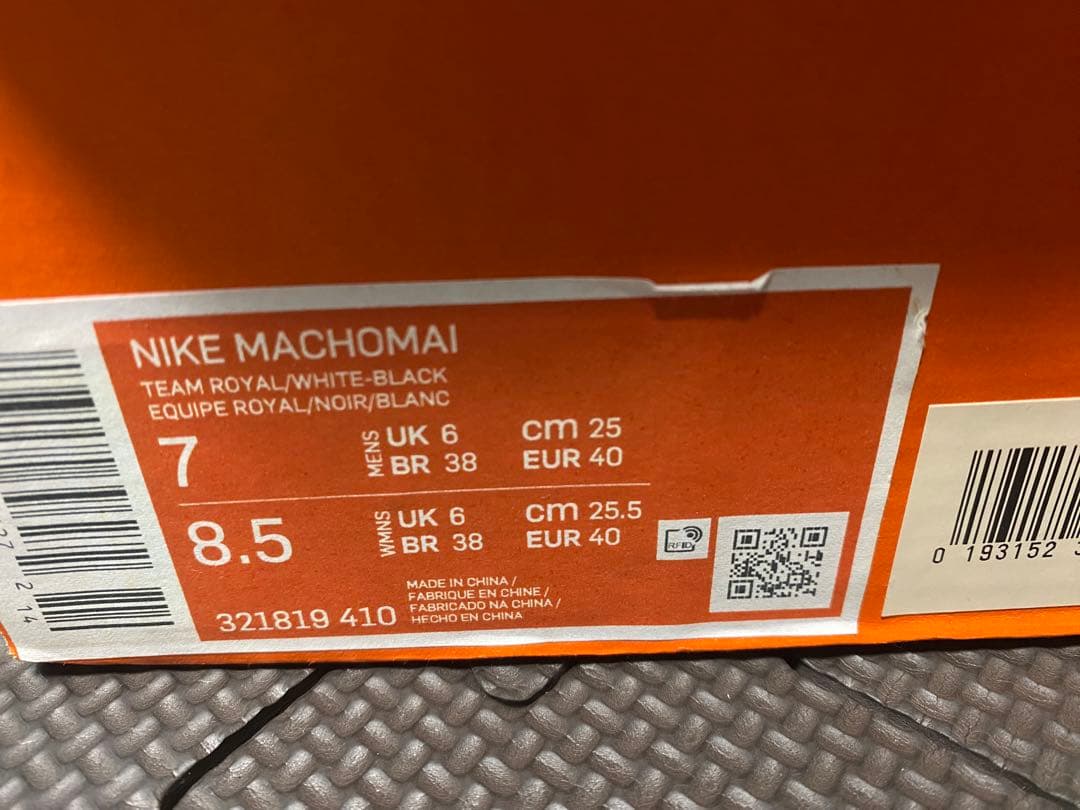 NIKE MACHOMAI
TEAM ROYAL/WHITE-BLACK
EQUIPE ROYAL/NOIR/BLANC
7
MENS
UK 6
BR 38
cm 25
EUR 40
8.5
WMNS
UK 6
BR 38
cm 25.5
EUR 40
RFID
321819 410
MADE IN CHINA /
FABRIQUE EN CHINE /
FABRICADO NA CHINA /
HECHO EN CHINA
0 193152